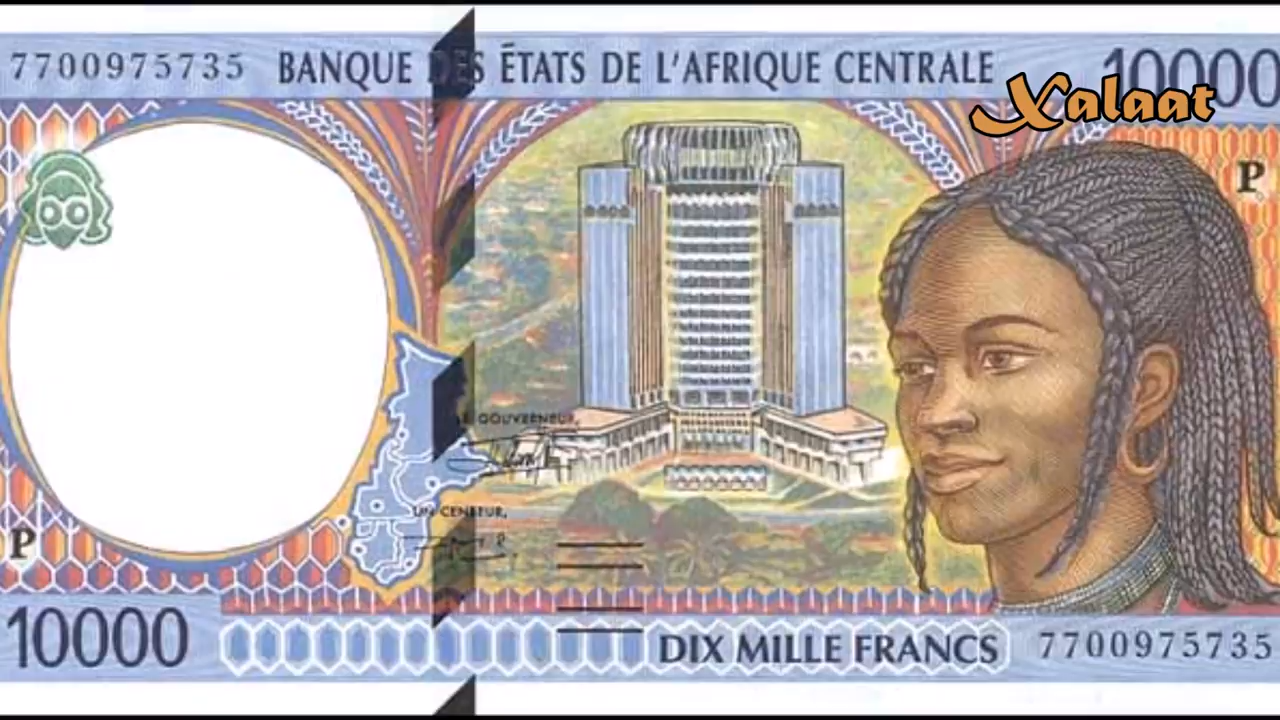 7700975735 BANQUE DES ÉTATS DE L'AFRIQUE CENTRALE 10000
Xalaat
P
LE GOUVERNEUR,
UN CENSEUR,
P
10000 DIX MILLE FRANCS 7700975735